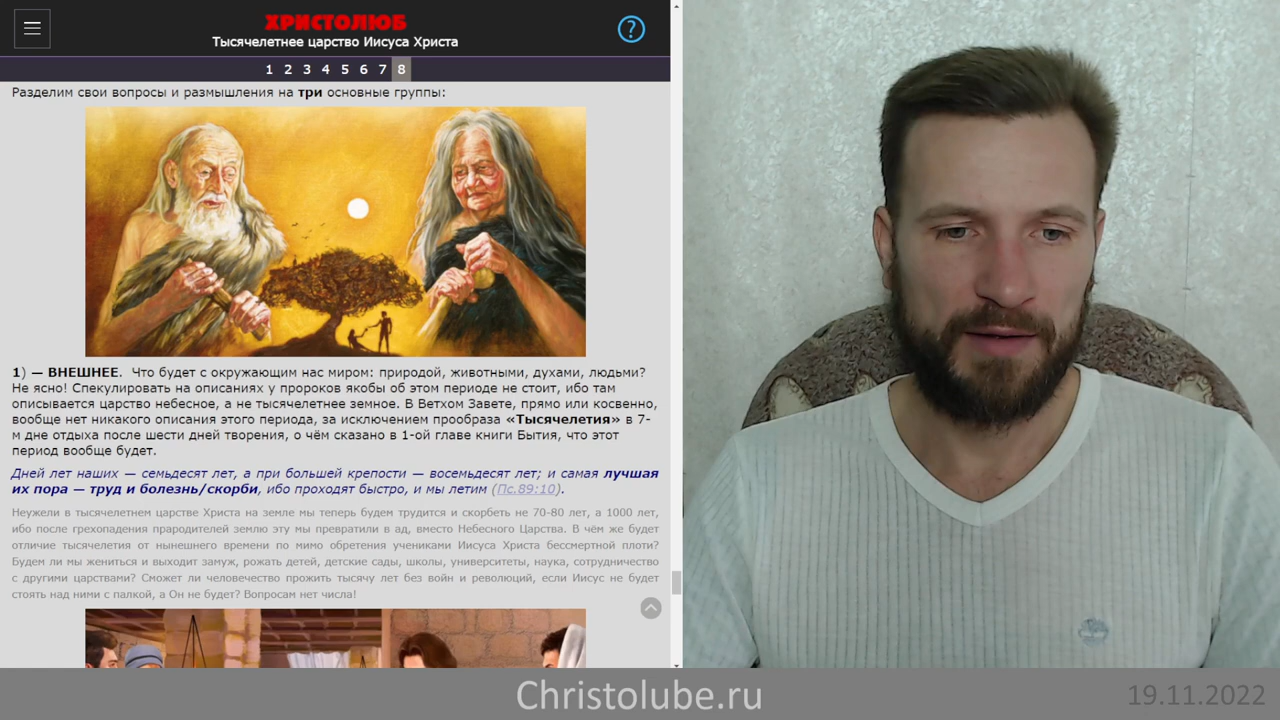 ХРИСТОЛЮБ
Тысячелетнее царство Иисуса Христа
1 2 3 4 5 6 7 8
Разделим свои вопросы и размышления на три основные группы:
1) — ВНЕШНЕЕ. Что будет с окружающим нас миром: природой, животными, духами, людьми?
Не ясно! Спекулировать на описаниях у пророков якобы об этом периоде не стоит, ибо там
описывается царство небесное, а не тысячелетнее земное. В Ветхом Завете, прямо или косвенно,
вообще нет никакого описания этого периода, за исключением прообраза «Тысячелетия» в 7-
м дне отдыха после шести дней творения, о чём сказано в 1-ой главе книги Бытия, что этот
период вообще будет.
Дней лет наших — семьдесят лет, а при большей крепости — восемьдесят лет; и самая лучшая
их пора — труд и болезнь/скорби, ибо проходят быстро, и мы летим (Пс.89:10).
Неужели в тысячелетнем царстве Христа на земле мы теперь будем трудится и скорбеть не 70-80 лет, а 1000 лет,
ибо после грехопадения прародителей землю эту мы превратили в ад, вместо Небесного Царства. В чём же будет
отличие тысячелетия от нынешнего времени по мимо обретения учениками Иисуса Христа бессмертной плоти?
Будем ли мы жениться и выходит замуж, рожать детей, детские сады, школы, университеты, наука, сотрудничество
с другими царствами? Сможет ли человечество прожить тысячу лет без войн и революций, если Иисус не будет
стоять над ними с палкой, а Он не будет? Вопросам нет числа!
Christolube.ru
19.11.2022